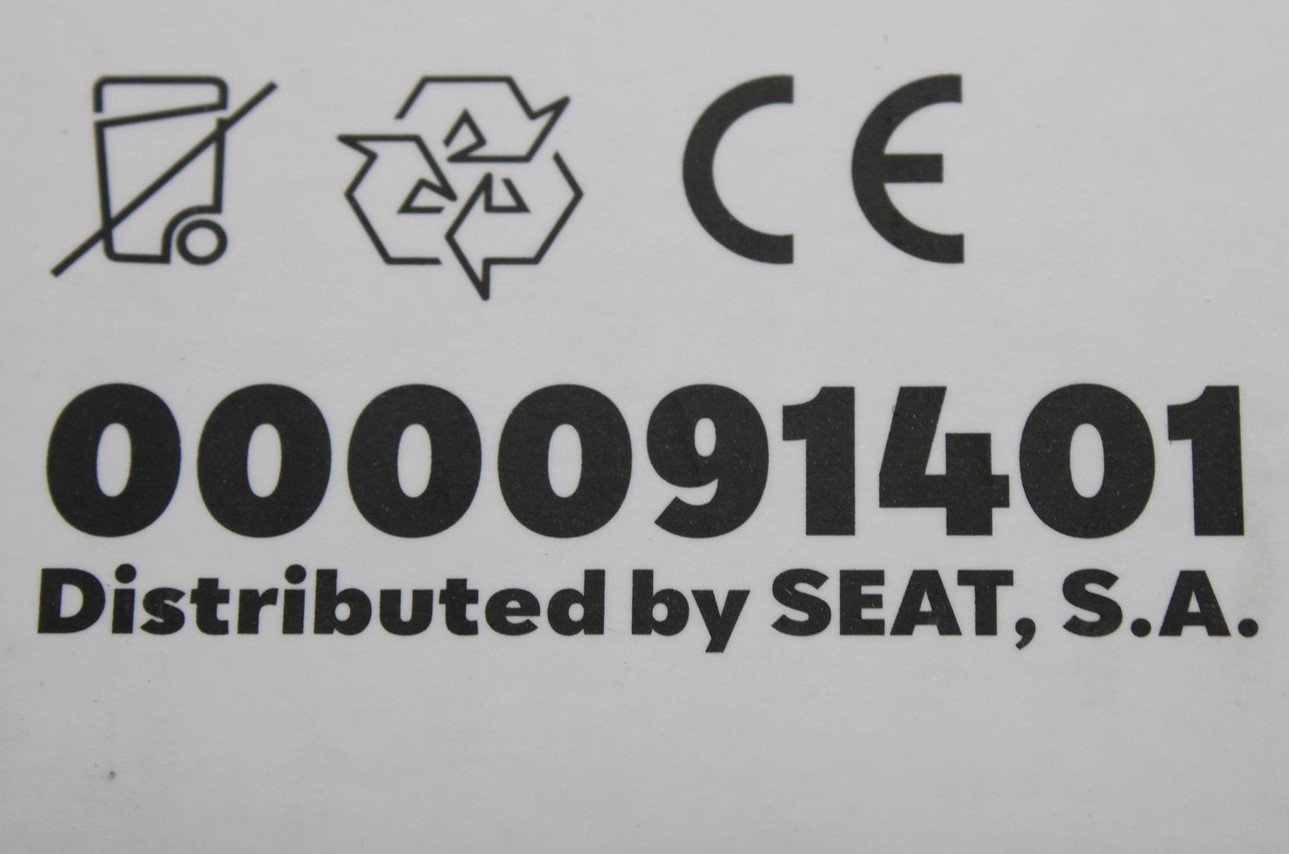 CE
000091401
Distributed by SEAT, S.A.